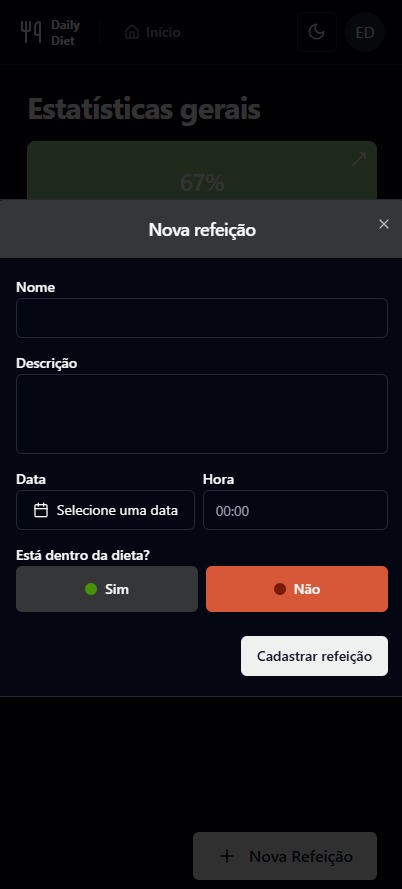 Daily
Diet
Início
ED
Estatísticas gerais
67%
Nova refeição
Nome
Descrição
Data
Hora
Selecione uma data
00:00
Está dentro da dieta?
Sim
Não
Cadastrar refeição
Nova Refeição